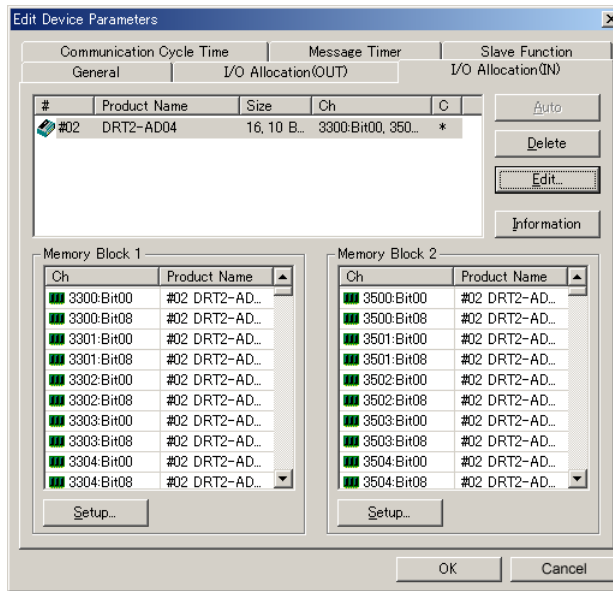 Edit Device Parameters
Communication Cycle Time Message Timer Slave Function
General I/O Allocation(OUT) I/O Allocation(IN)
# Product Name Size Ch C
#02 DRT2-AD04 16, 10 B... 3300:Bit00, 350... *
Auto
Delete
Edit...
Information
Memory Block 1
Ch Product Name
3300:Bit00 #02 DRT2-AD...
3300:Bit08 #02 DRT2-AD...
3301:Bit00 #02 DRT2-AD...
3301:Bit08 #02 DRT2-AD...
3302:Bit00 #02 DRT2-AD...
3302:Bit08 #02 DRT2-AD...
3303:Bit00 #02 DRT2-AD...
3303:Bit08 #02 DRT2-AD...
3304:Bit00 #02 DRT2-AD...
3304:Bit08 #02 DRT2-AD...
Setup...
Memory Block 2
Ch Product Name
3500:Bit00 #02 DRT2-AD...
3500:Bit08 #02 DRT2-AD...
3501:Bit00 #02 DRT2-AD...
3501:Bit08 #02 DRT2-AD...
3502:Bit00 #02 DRT2-AD...
3502:Bit08 #02 DRT2-AD...
3503:Bit00 #02 DRT2-AD...
3503:Bit08 #02 DRT2-AD...
3504:Bit00 #02 DRT2-AD...
3504:Bit08 #02 DRT2-AD...
Setup...
OK Cancel